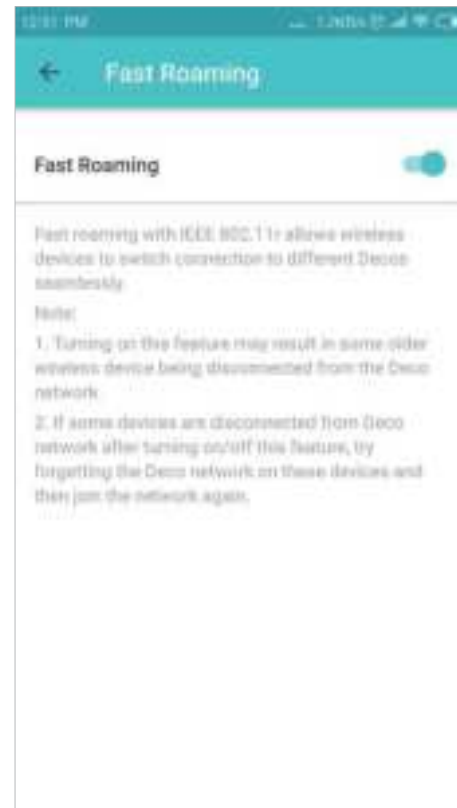 PM
Fast Roaming
Fast Roaming
Fast roaming with IEEE 802.11r allows wireless
devices to switch connection to different Decos
seamlessly.
Note:
1. Turning on this feature may result in some older
wireless device being disconnected from the Deco
network.
2. If some devices are disconnected from Deco
network after turning on/off this feature, try
forgetting the Deco network on these devices and
then join the network again.